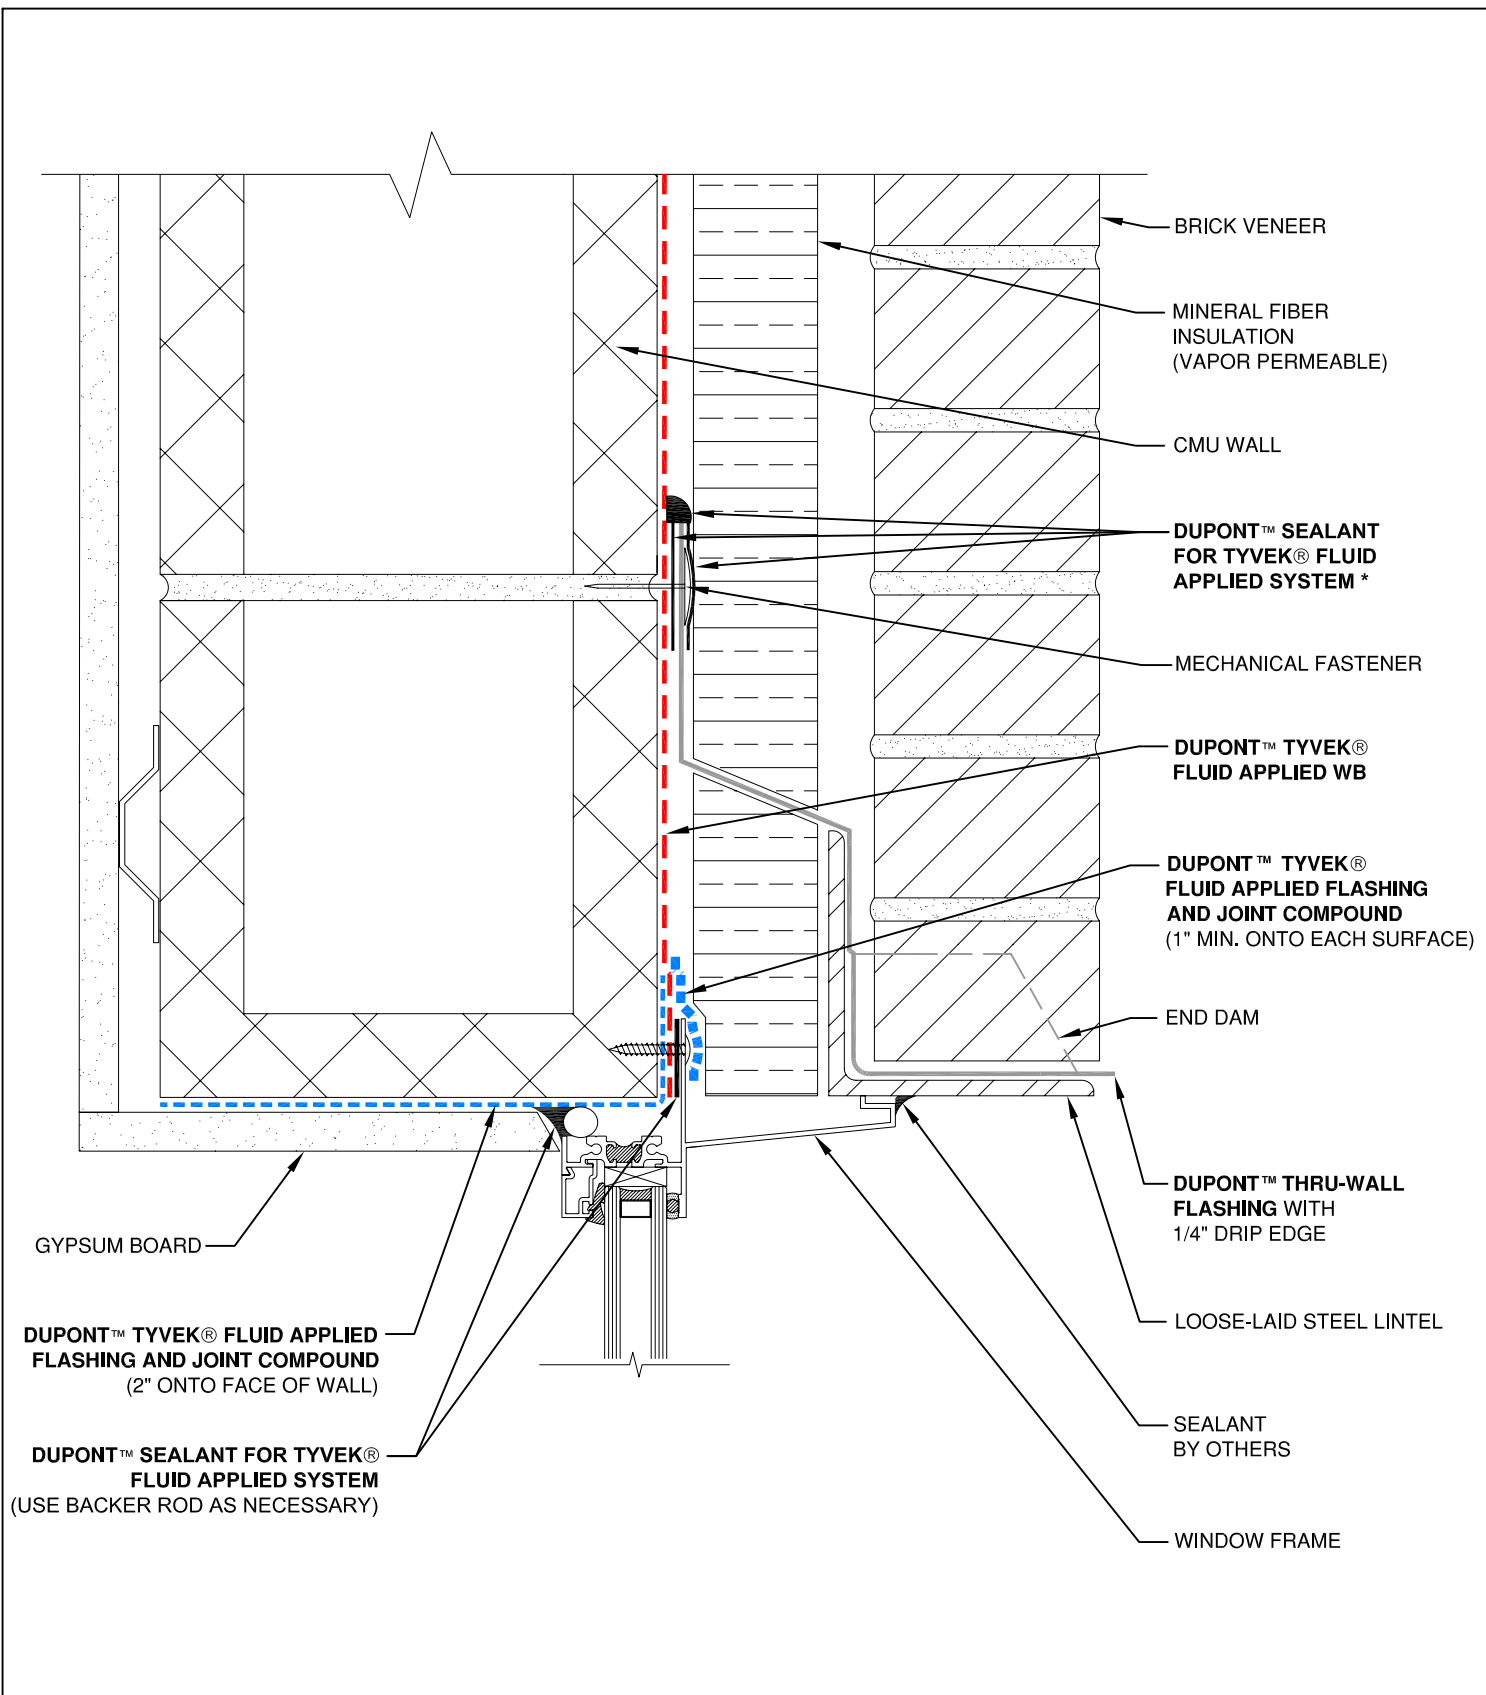 BRICK VENEER
MINERAL FIBER
INSULATION
(VAPOR PERMEABLE)
CMU WALL
DUPONT™ SEALANT
FOR TYVEK® FLUID
APPLIED SYSTEM *
MECHANICAL FASTENER
DUPONT™ TYVEK®
FLUID APPLIED WB
DUPONT™ TYVEK®
FLUID APPLIED FLASHING
AND JOINT COMPOUND
(1" MIN. ONTO EACH SURFACE)
END DAM
DUPONT™ THRU-WALL
FLASHING WITH
1/4" DRIP EDGE
LOOSE-LAID STEEL LINTEL
SEALANT
BY OTHERS
WINDOW FRAME
GYPSUM BOARD
DUPONT™ TYVEK® FLUID APPLIED
FLASHING AND JOINT COMPOUND
(2" ONTO FACE OF WALL)
DUPONT™ SEALANT FOR TYVEK®
FLUID APPLIED SYSTEM
(USE BACKER ROD AS NECESSARY)